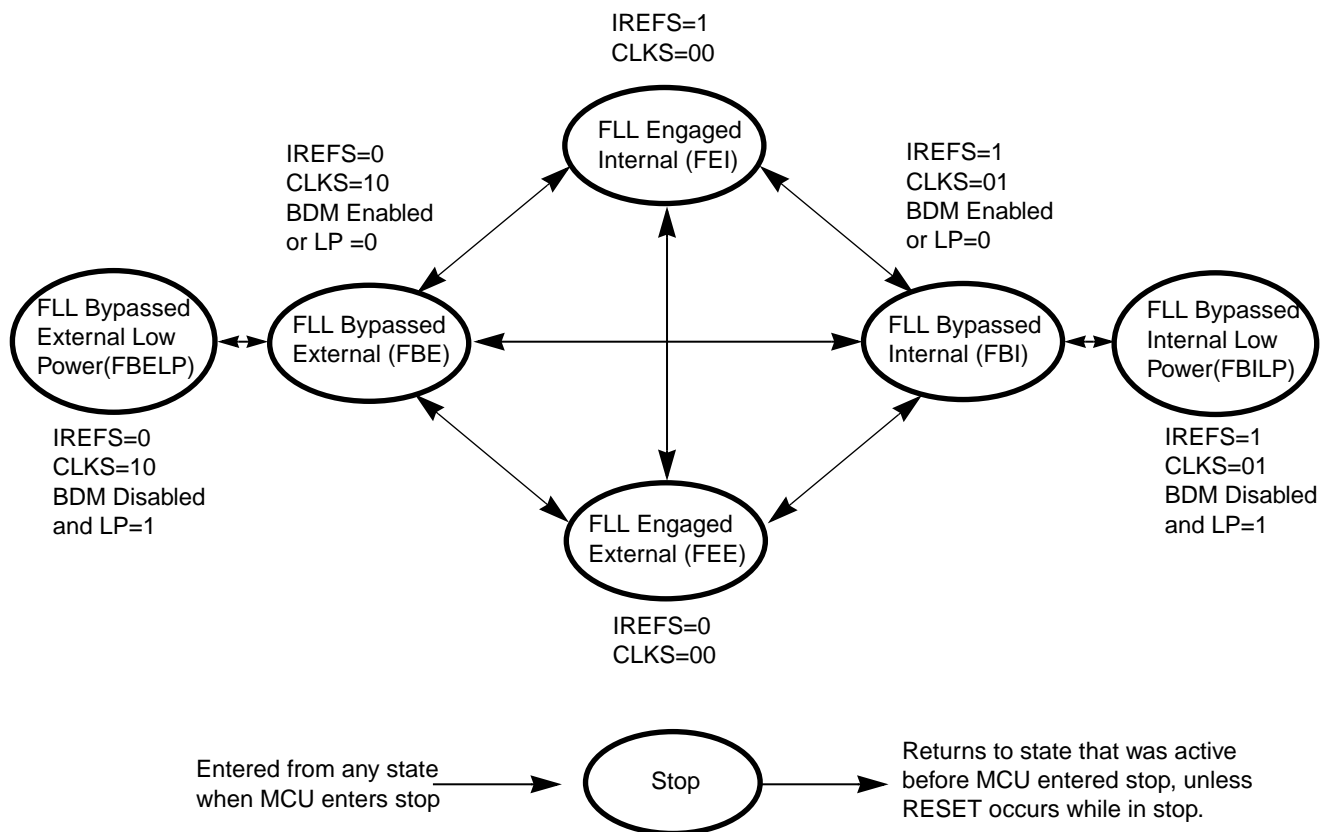 IREFS=1
CLKS=00
FLL Engaged
Internal (FEI)
IREFS=0
CLKS=10
BDM Enabled
or LP =0
IREFS=1
CLKS=01
BDM Enabled
or LP=0
FLL Bypassed
External Low
Power(FBELP)
FLL Bypassed
External (FBE)
FLL Bypassed
Internal (FBI)
FLL Bypassed
Internal Low
Power(FBILP)
IREFS=0
CLKS=10
BDM Disabled
and LP=1
IREFS=1
CLKS=01
BDM Disabled
and LP=1
FLL Engaged
External (FEE)
IREFS=0
CLKS=00
Entered from any state
when MCU enters stop
Stop
Returns to state that was active
before MCU entered stop, unless
RESET occurs while in stop.